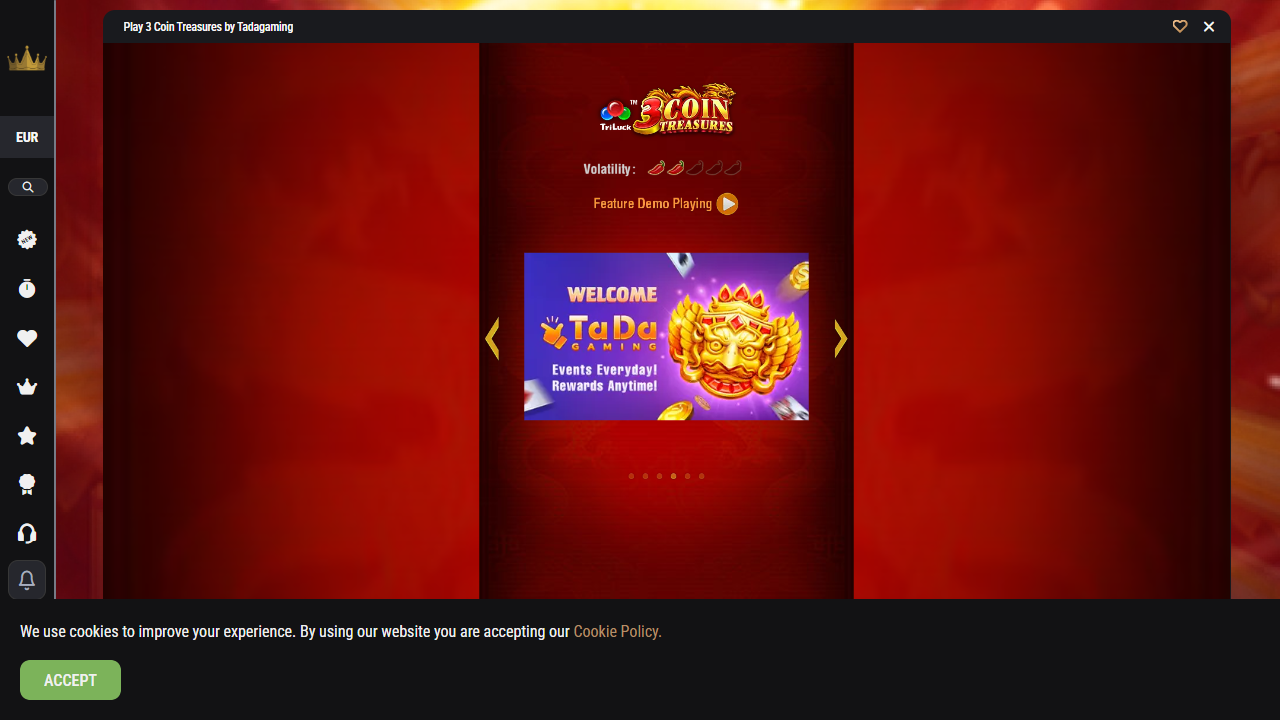 Play 3 Coin Treasures by Tadagaming
EUR
NEW
TriLuck™ 3 COIN TREASURES
Volatility:
Feature Demo Playing
WELCOME
TaDa
GAMING
Events Everyday!
Rewards Anytime!
We use cookies to improve your experience. By using our website you are accepting our Cookie Policy.
ACCEPT